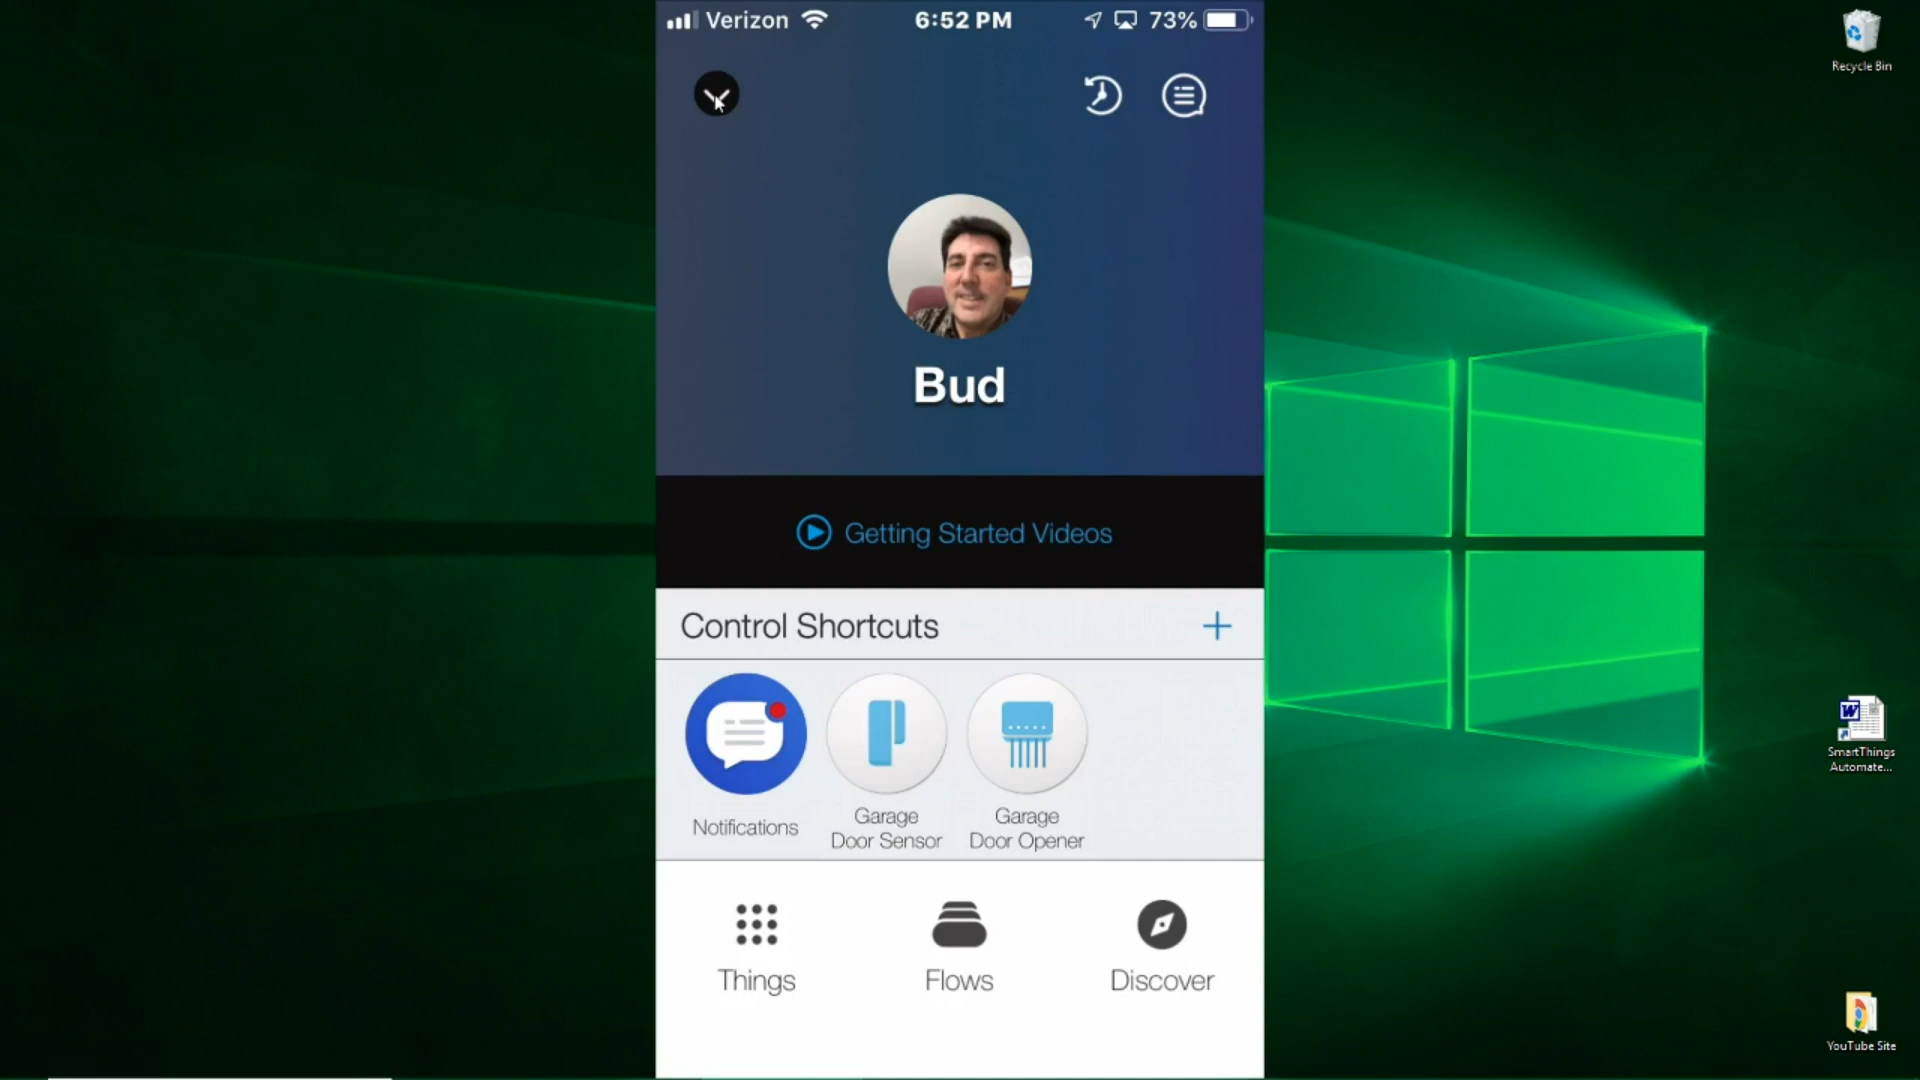 Verizon
6:52 PM
73%
Recycle Bin
Bud
Getting Started Videos
Control Shortcuts
Notifications
Garage
Door Sensor
Garage
Door Opener
SmartThings
Automate...
Things
Flows
Discover
YouTube Site